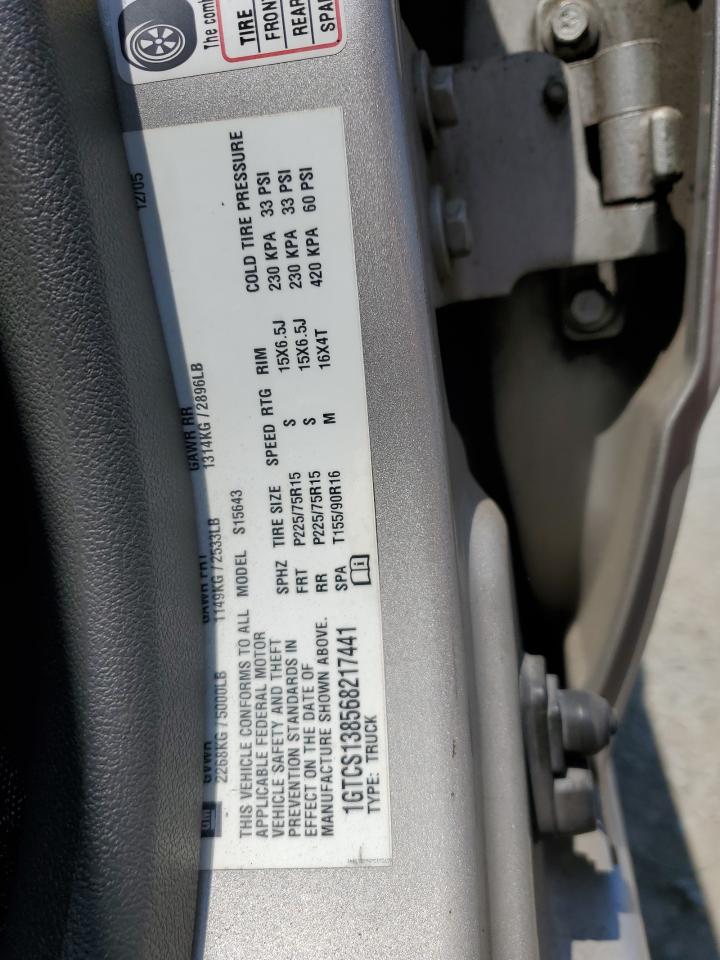 The comb
TIRE
FRON
REAR
SPAR
GM
12/05
GVWR GAWR FRT GAWR RR
2268KG / 5000LB 1149KG / 2533LB 1314KG / 2896LB
THIS VEHICLE CONFORMS TO ALL MODEL S15643
APPLICABLE FEDERAL MOTOR
VEHICLE SAFETY AND THEFT
PREVENTION STANDARDS IN
EFFECT ON THE DATE OF
MANUFACTURE SHOWN ABOVE.
SPHZ TIRE SIZE SPEED RTG RIM COLD TIRE PRESSURE
FRT P225/75R15 S 15X6.5J 230 KPA 33 PSI
RR P225/75R15 S 15X6.5J 230 KPA 33 PSI
SPA T155/90R16 M 16X4T 420 KPA 60 PSI
1GTCS138568217441
TYPE: TRUCK